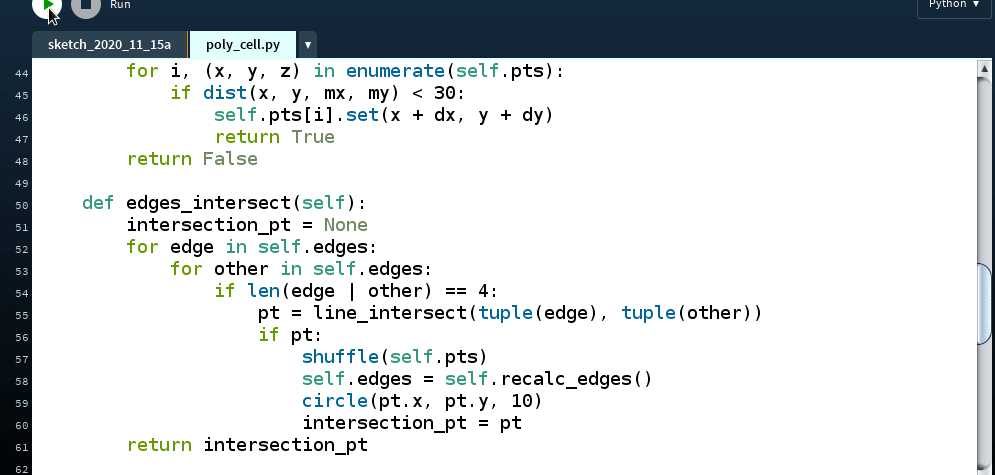 Run
Python ▼
sketch_2020_11_15a poly_cell.py ▼
44 for i, (x, y, z) in enumerate(self.pts):
45 if dist(x, y, mx, my) < 30:
46 self.pts[i].set(x + dx, y + dy)
47 return True
48 return False
49
50 def edges_intersect(self):
51 intersection_pt = None
52 for edge in self.edges:
53 for other in self.edges:
54 if len(edge | other) == 4:
55 pt = line_intersect(tuple(edge), tuple(other))
56 if pt:
57 shuffle(self.pts)
58 self.edges = self.recalc_edges()
59 circle(pt.x, pt.y, 10)
60 intersection_pt = pt
61 return intersection_pt
62